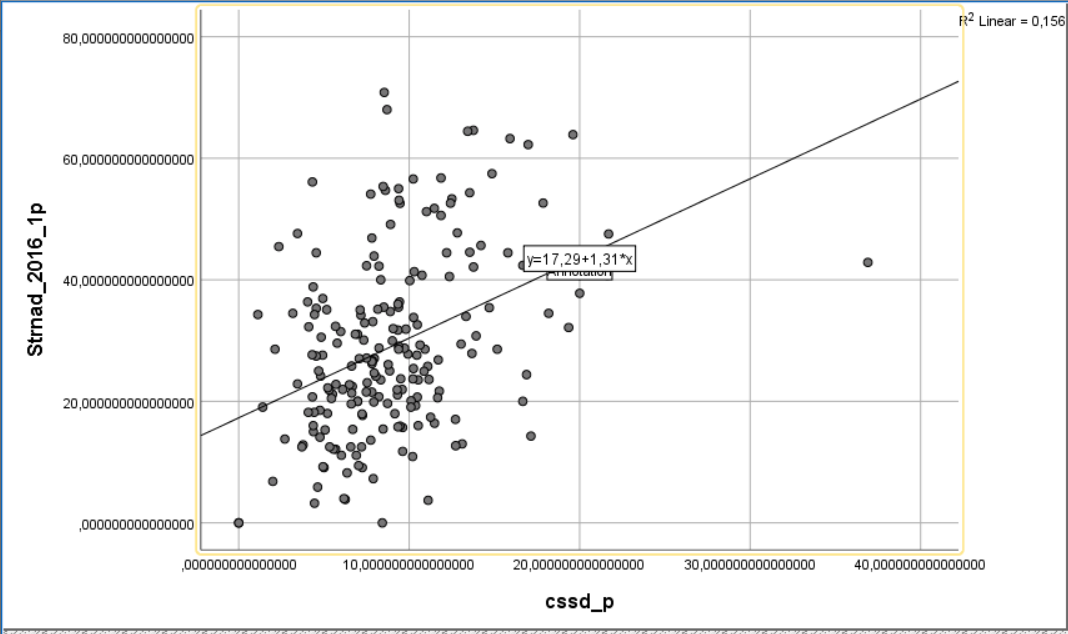 R² Linear = 0,156
80,000000000000000
60,000000000000000
40,000000000000000
20,000000000000000
,000000000000000
Strnad_2016_1p
y=17,29+1,31*x
Annotation
,000000000000000
10,000000000000000
20,000000000000000
30,000000000000000
40,000000000000000
cssd_p